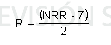 R = (NRR - 7)
2